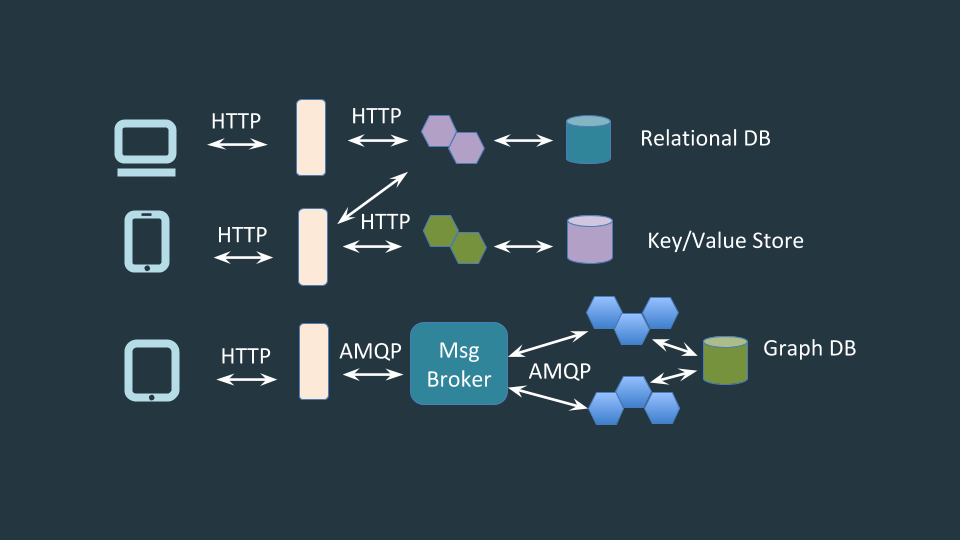 HTTP
HTTP
Relational DB
HTTP
HTTP
Key/Value Store
HTTP
AMQP
Msg
Broker
AMQP
Graph DB